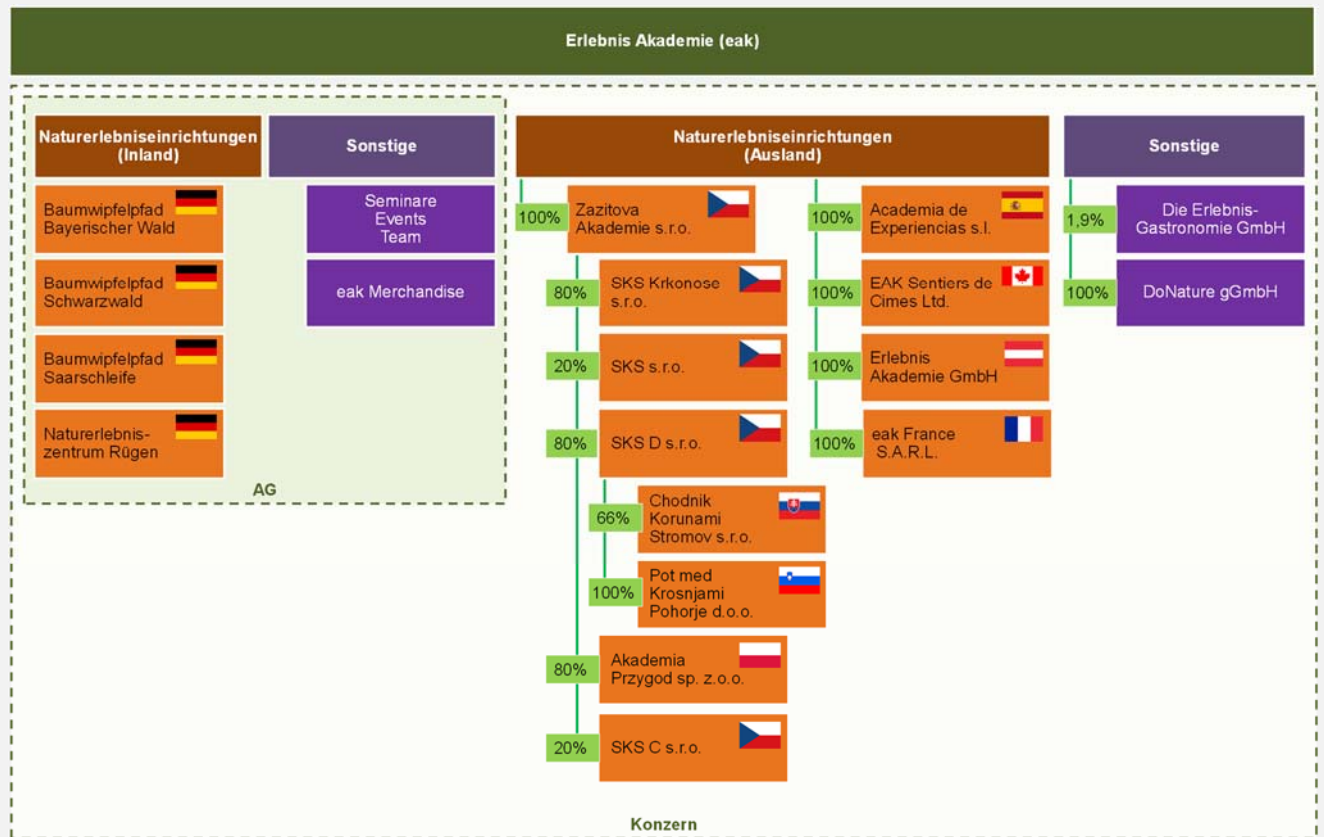 Erlebnis Akademie (eak)
Naturerlebniseinrichtungen
(Inland)
Sonstige
Baumwipfelpfad
Bayerischer Wald
Baumwipfelpfad
Schwarzwald
Baumwipfelpfad
Saarschleife
Naturerlebnis-
zentrum Rügen
Seminare
Events
Team
eak Merchandise
AG
Naturerlebniseinrichtungen
(Ausland)
100%
Zazitova
Akademie s.r.o.
80%
SKS Krkonose
s.r.o.
20%
SKS s.r.o.
80%
SKS D s.r.o.
66%
Chodnik
Korunami
Stromov s.r.o.
100%
Pot med
Krosnjami
Pohorje d.o.o.
80%
Akademia
Przygod sp. z.o.o.
20%
SKS C s.r.o.
100%
Academia de
Experiencias s.l.
100%
EAK Sentiers de
Cimes Ltd.
100%
Erlebnis
Akademie GmbH
100%
eak France
S.A.R.L.
Sonstige
1,9%
Die Erlebnis-
Gastronomie GmbH
100%
DoNature gGmbH
Konzern